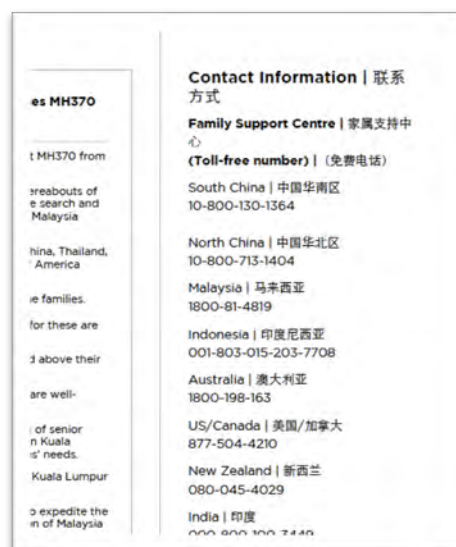 es MH370
t MH370 from
ereabouts of
e search and
Malaysia
hina, Thailand,
America
e families.
for these are
d above their
are well-
of senior
n Kuala
s' needs.
Kuala Lumpur
o expedite the
n of Malaysia
Contact Information | 联系
方式
Family Support Centre | 家属支持中
心
(Toll-free number) | （免费电话）
South China | 中国华南区
10-800-130-1364
North China | 中国华北区
10-800-713-1404
Malaysia | 马来西亚
1800-81-4819
Indonesia | 印度尼西亚
001-803-015-203-7708
Australia | 澳大利亚
1800-198-163
US/Canada | 美国/加拿大
877-504-4210
New Zealand | 新西兰
080-045-4029
India | 印度